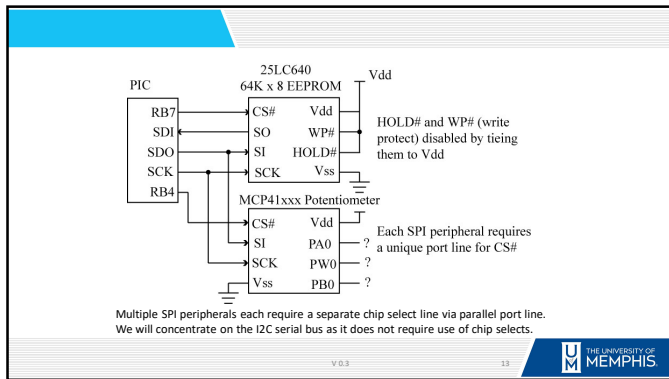 25LC640
64K x 8 EEPROM
Vdd
PIC
RB7
SDI
SDO
SCK
RB4
CS#
SO
SI
SCK
Vdd
WP#
HOLD#
Vss
HOLD# and WP# (write
protect) disabled by tieing
them to Vdd
MCP41xxx Potentiometer
CS#
SI
SCK
Vss
Vdd
PA0
PW0
PB0
?
?
?
Each SPI peripheral requires
a unique port line for CS#
Multiple SPI peripherals each require a separate chip select line via parallel port line.
We will concentrate on the I2C serial bus as it does not require use of chip selects.
V 0.3
13
THE UNIVERSITY OF
MEMPHIS.